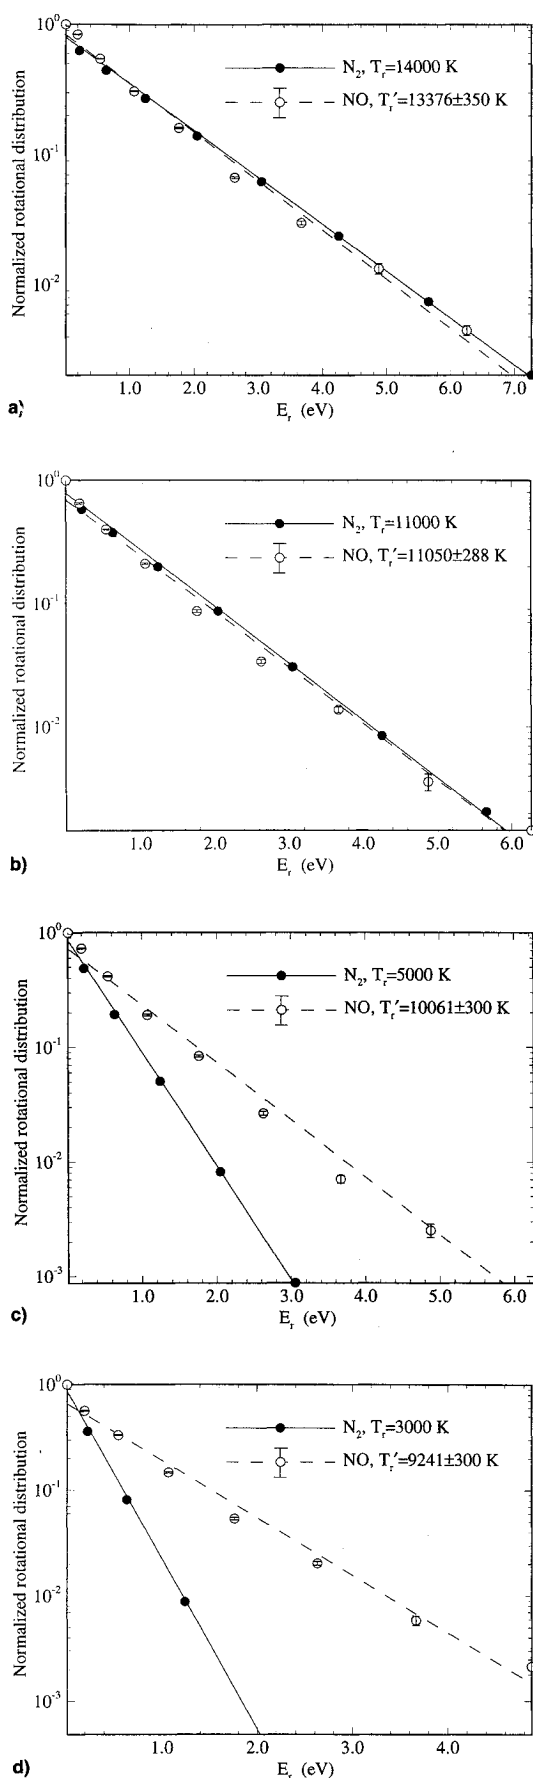 10⁰
N₂, Tᵣ=14000 K
NO, Tᵣ'=13376±350 K
10⁻¹
10⁻²
Normalized rotational distribution
1.0 2.0 3.0 4.0 5.0 6.0 7.0
Eᵣ (eV)
a)
10⁰
N₂, Tᵣ=11000 K
NO, Tᵣ'=11050±288 K
10⁻¹
10⁻²
Normalized rotational distribution
1.0 2.0 3.0 4.0 5.0 6.0
Eᵣ (eV)
b)
10⁰
N₂, Tᵣ=5000 K
NO, Tᵣ'=10061±300 K
10⁻¹
10⁻²
10⁻³
Normalized rotational distribution
1.0 2.0 3.0 4.0 5.0 6.0
Eᵣ (eV)
c)
10⁰
N₂, Tᵣ=3000 K
NO, Tᵣ'=9241±300 K
10⁻¹
10⁻²
10⁻³
Normalized rotational distribution
1.0 2.0 3.0 4.0
Eᵣ (eV)
d)